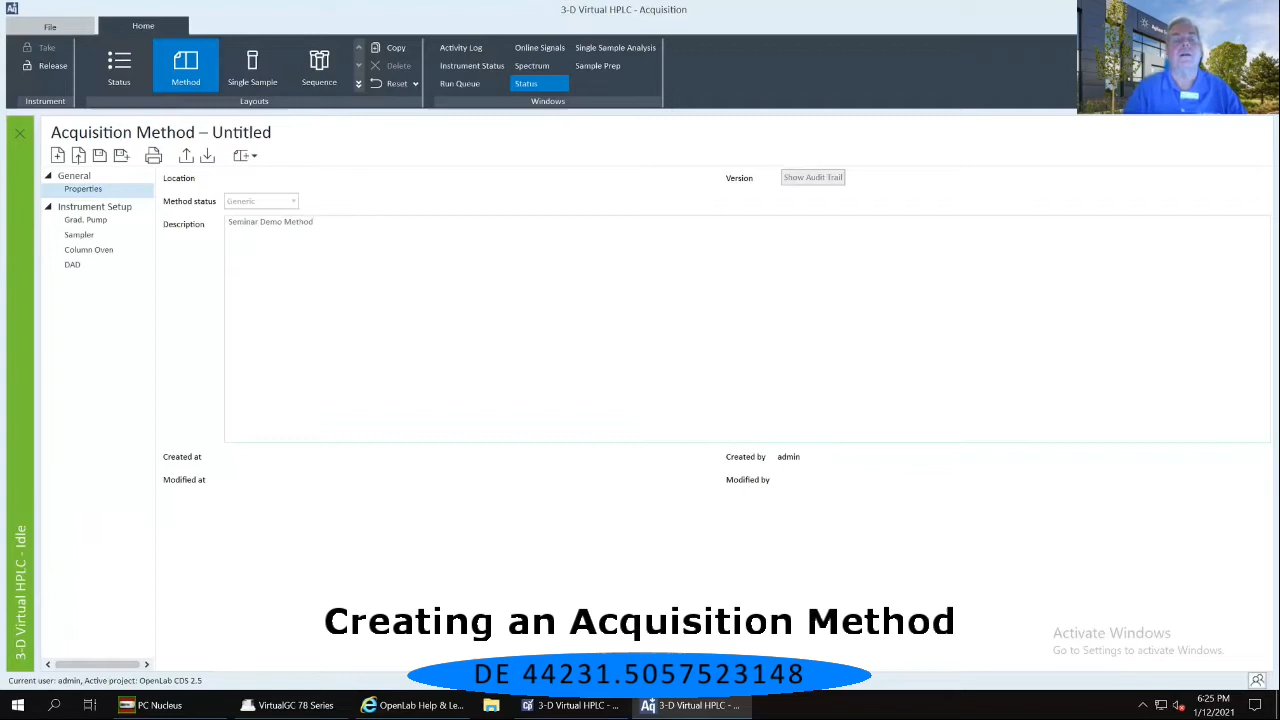 3-D Virtual HPLC - Acquisition
File
Home
Take
Release
Instrument
Status
Method
Single Sample
Sequence
Copy
Delete
Reset
Layouts
Activity Log
Instrument Status
Run Queue
Online Signals
Spectrum
Status
Single Sample Analysis
Sample Prep
Windows
Acquisition Method – Untitled
General
Properties
Instrument Setup
Grad. Pump
Sampler
Column Oven
DAD
Location
Version
Show Audit Trail
Method status
Generic
Description
Seminar Demo Method
Created at
Created by
admin
Modified at
Modified by
3-D Virtual HPLC - Idle
Creating an Acquisition Method
DE 44231.5057523148
Activate Windows
Go to Settings to activate Windows.
Current user: admin, Active project: OpenLab CDS 2.5
PC Nucleus
VirtualGC 78 Series
OpenLab Help & Le...
3-D Virtual HPLC - ...
3-D Virtual HPLC - ...
6:25 PM
1/12/2021